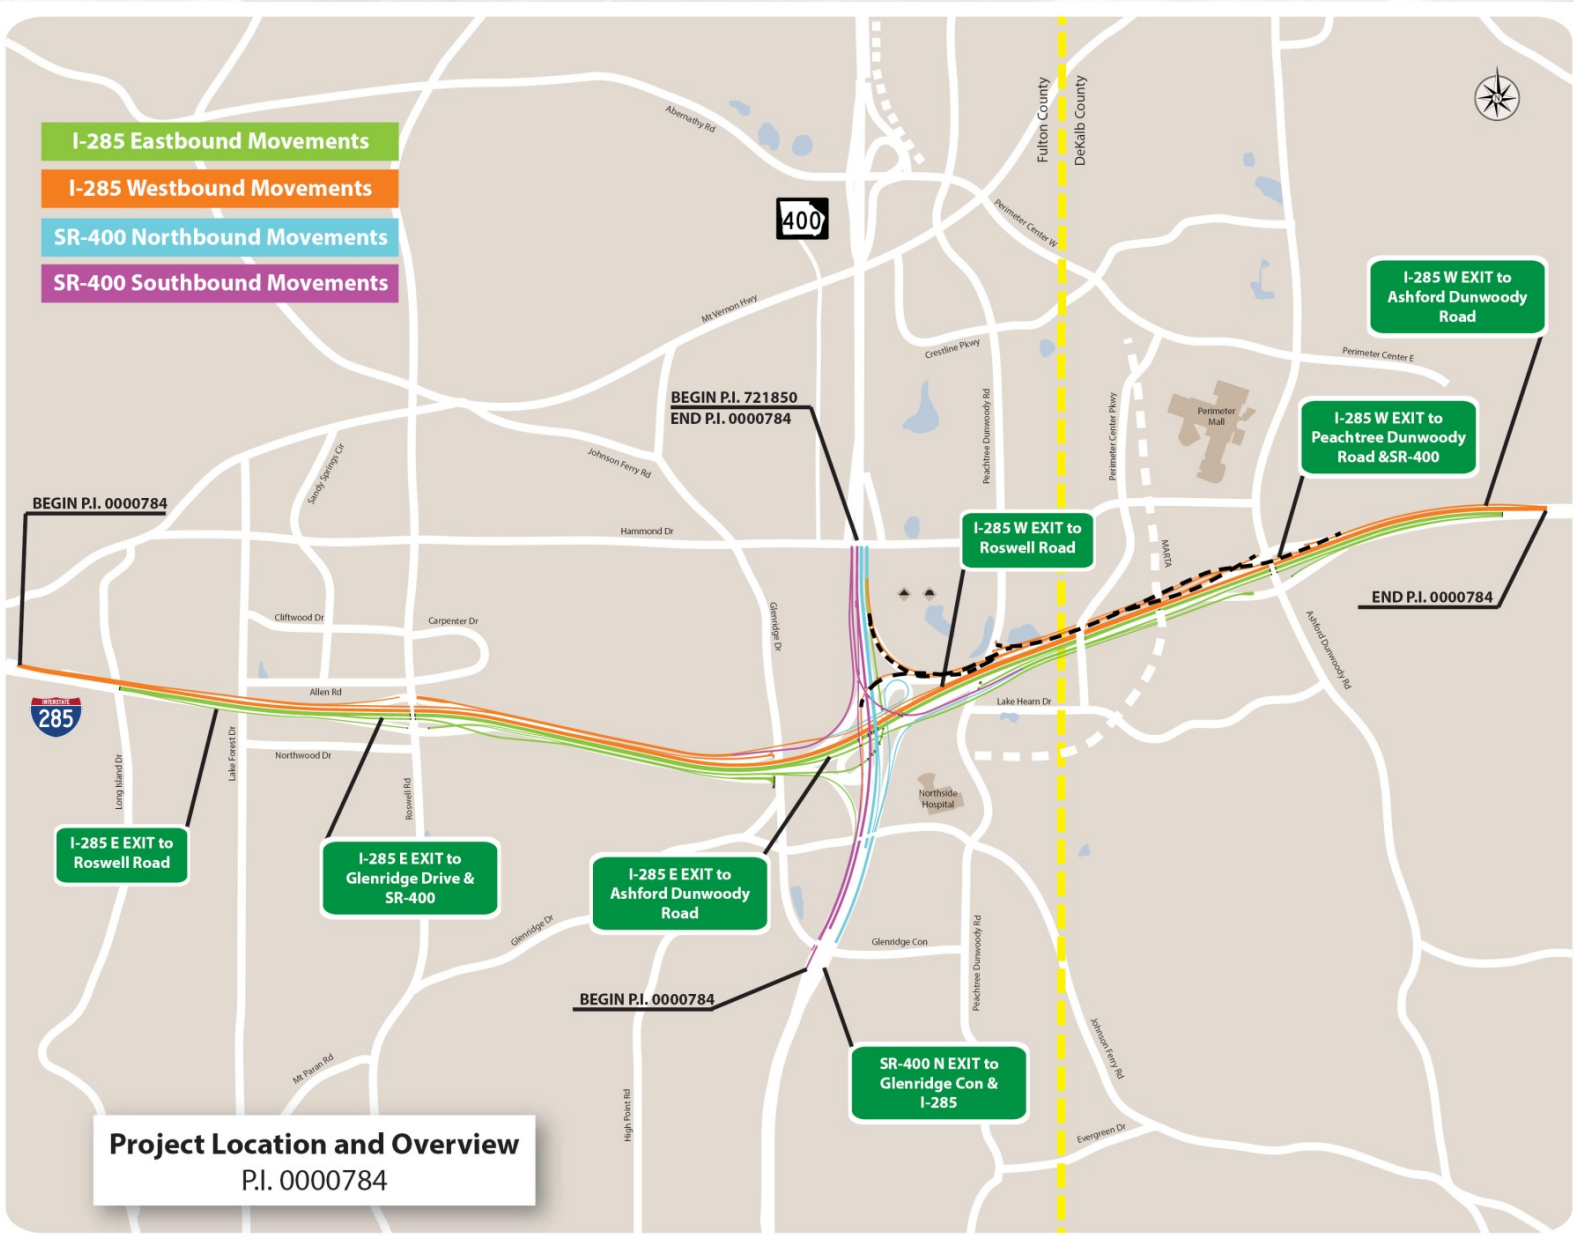 I-285 Eastbound Movements
I-285 Westbound Movements
SR-400 Northbound Movements
SR-400 Southbound Movements
Abernathy Rd
Fulton County
DeKalb County
N
400
Perimeter Center W
Mt Vernon Hwy
Crestline Pkwy
I-285 W EXIT to
Ashford Dunwoody
Road
Perimeter Center E
BEGIN P.I. 721850
END P.I. 0000784
Peachtree Dunwoody Rd
Perimeter Center Pkwy
Perimeter
Mall
I-285 W EXIT to
Peachtree Dunwoody
Road &SR-400
Sandy Springs Cir
Johnson Ferry Rd
BEGIN P.I. 0000784
Hammond Dr
I-285 W EXIT to
Roswell Road
MARTA
END P.I. 0000784
Cliftwood Dr
Carpenter Dr
Glenridge Dr
Ashford Dunwoody Rd
Allen Rd
Lake Hearn Dr
INTERSTATE
285
Long Island Dr
Lake Forest Dr
Northwood Dr
Roswell Rd
Northside
Hospital
I-285 E EXIT to
Roswell Road
I-285 E EXIT to
Glenridge Drive &
SR-400
I-285 E EXIT to
Ashford Dunwoody
Road
Glenridge Dr
Glenridge Con
Peachtree Dunwoody Rd
BEGIN P.I. 0000784
SR-400 N EXIT to
Glenridge Con &
I-285
Johnson Ferry Rd
Mt Paran Rd
High Point Rd
Evergreen Dr
Project Location and Overview
P.I. 0000784